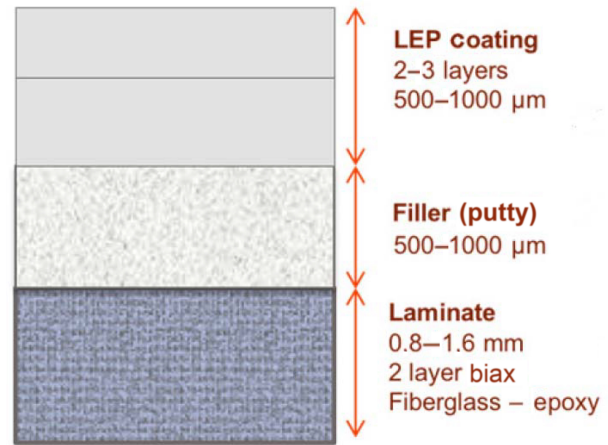 LEP coating
2–3 layers
500–1000 µm
Filler (putty)
500–1000 µm
Laminate
0.8–1.6 mm
2 layer biax
Fiberglass – epoxy